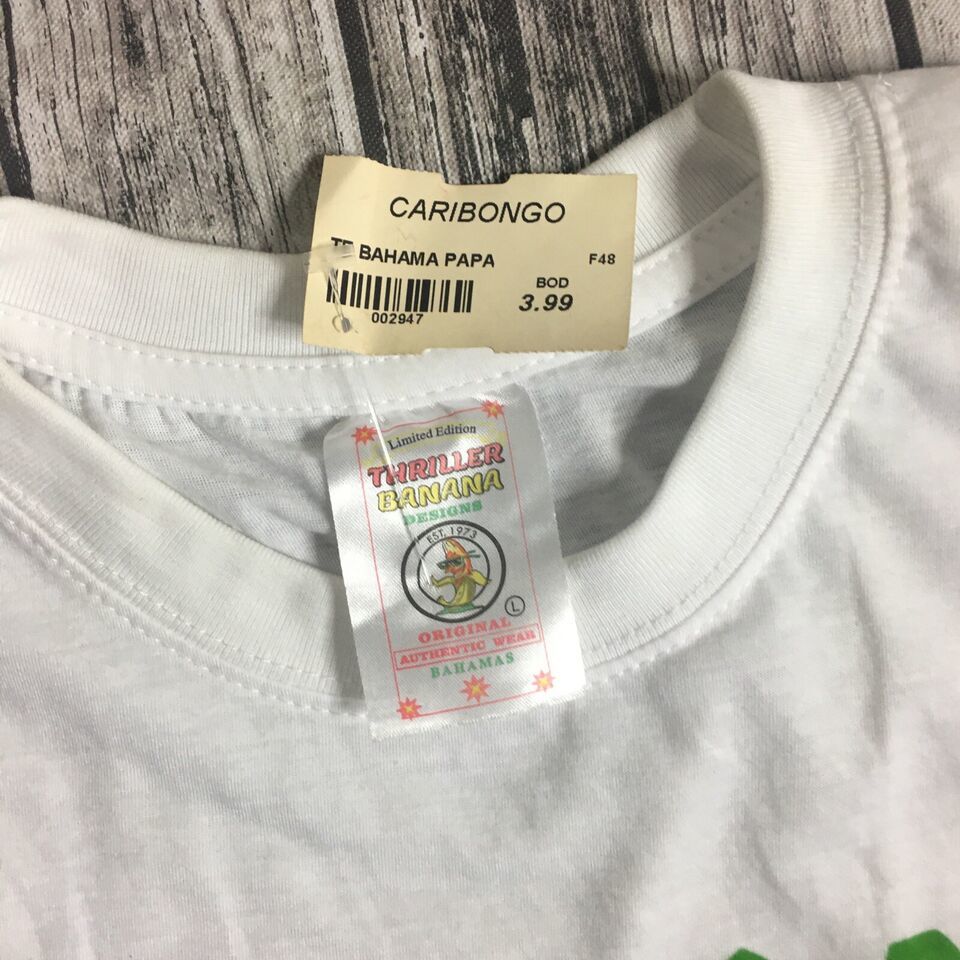 CARIBONGO
BAHAMA PAPA
F48
BOD
3.99
002947
Limited Edition
THRILLER
BANANA
DESIGNS
EST. 1973
L
ORIGINAL
AUTHENTIC WEAR
BAHAMAS